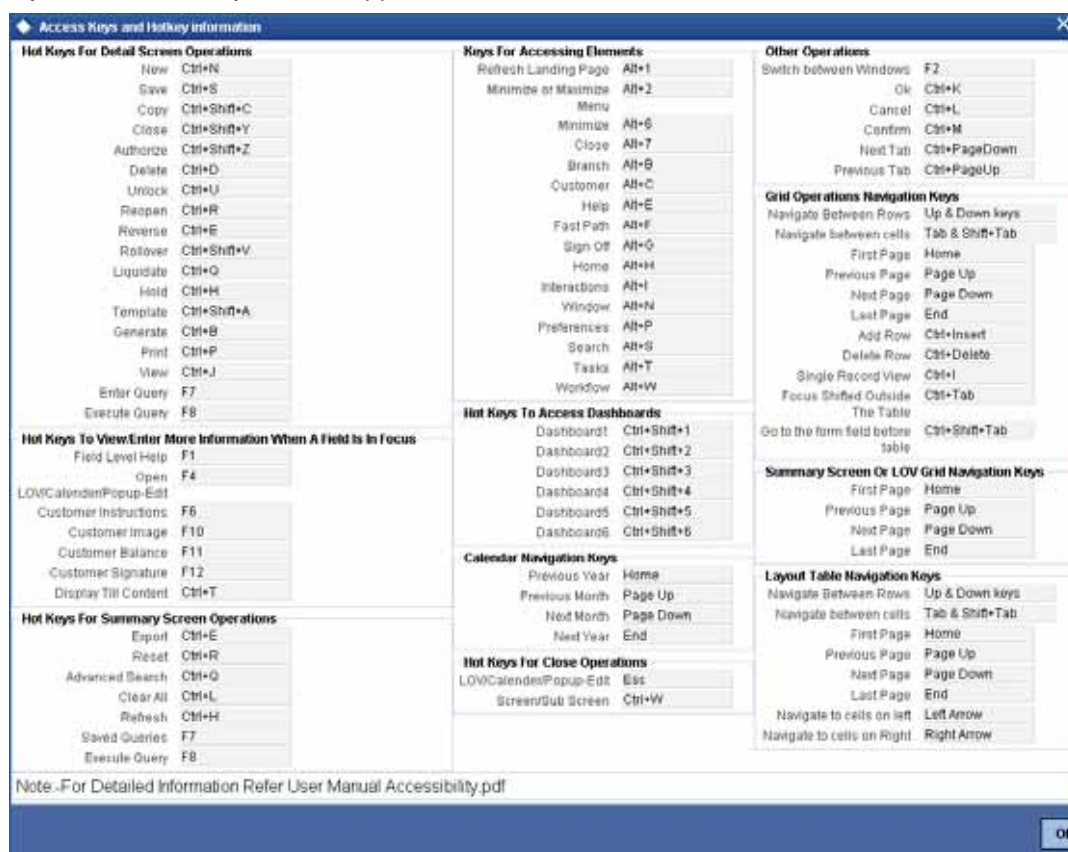 Access Keys and Hotkey information
Hot Keys For Detail Screen Operations
New Ctrl+N
Save Ctrl+S
Copy Ctrl+Shift+C
Close Ctrl+Shift+Y
Authorize Ctrl+Shift+Z
Delete Ctrl+D
Unlock Ctrl+U
Reopen Ctrl+R
Reverse Ctrl+E
Rollover Ctrl+Shift+V
Liquidate Ctrl+Q
Hold Ctrl+H
Template Ctrl+Shift+A
Generate Ctrl+B
Print Ctrl+P
View Ctrl+J
Enter Query F7
Execute Query F8
Hot Keys To View/Enter More Information When A Field Is In Focus
Field Level Help F1
Open F4
LOV/Calender/Popup-Edit
Customer Instructions F6
Customer Image F10
Customer Balance F11
Customer Signature F12
Display Till Content Ctrl+T
Hot Keys For Summary Screen Operations
Export Ctrl+E
Reset Ctrl+R
Advanced Search Ctrl+Q
Clear All Ctrl+L
Refresh Ctrl+H
Saved Queries F7
Execute Query F8
Keys For Accessing Elements
Refresh Landing Page Alt+1
Minimize or Maximize Alt+2
Menu
Minimize Alt+6
Close Alt+7
Branch Alt+B
Customer Alt+C
Help Alt+E
Fast Path Alt+F
Sign Off Alt+G
Home Alt+H
Interactions Alt+I
Window Alt+N
Preferences Alt+P
Search Alt+S
Tasks Alt+T
Workflow Alt+W
Hot Keys To Access Dashboards
Dashboard1 Ctrl+Shift+1
Dashboard2 Ctrl+Shift+2
Dashboard3 Ctrl+Shift+3
Dashboard4 Ctrl+Shift+4
Dashboard5 Ctrl+Shift+5
Dashboard6 Ctrl+Shift+6
Calendar Navigation Keys
Previous Year Home
Previous Month Page Up
Next Month Page Down
Next Year End
Hot Keys For Close Operations
LOV/Calender/Popup-Edit Esc
Screen/Sub Screen Ctrl+W
Other Operations
Switch between Windows F2
Ok Ctrl+K
Cancel Ctrl+L
Confirm Ctrl+M
Next Tab Ctrl+PageDown
Previous Tab Ctrl+PageUp
Grid Operations Navigation Keys
Navigate Between Rows Up & Down keys
Navigate between cells Tab & Shift+Tab
First Page Home
Previous Page Page Up
Next Page Page Down
Last Page End
Add Row Ctrl+Insert
Delete Row Ctrl+Delete
Single Record View Ctrl+I
Focus Shifted Outside Ctrl+Tab
The Table
Go to the form field before Ctrl+Shift+Tab
table
Summary Screen Or LOV Grid Navigation Keys
First Page Home
Previous Page Page Up
Next Page Page Down
Last Page End
Layout Table Navigation Keys
Navigate Between Rows Up & Down keys
Navigate between cells Tab & Shift+Tab
First Page Home
Previous Page Page Up
Next Page Page Down
Last Page End
Navigate to cells on left Left Arrow
Navigate to cells on Right Right Arrow
Note:-For Detailed Information Refer User Manual Accessibility.pdf